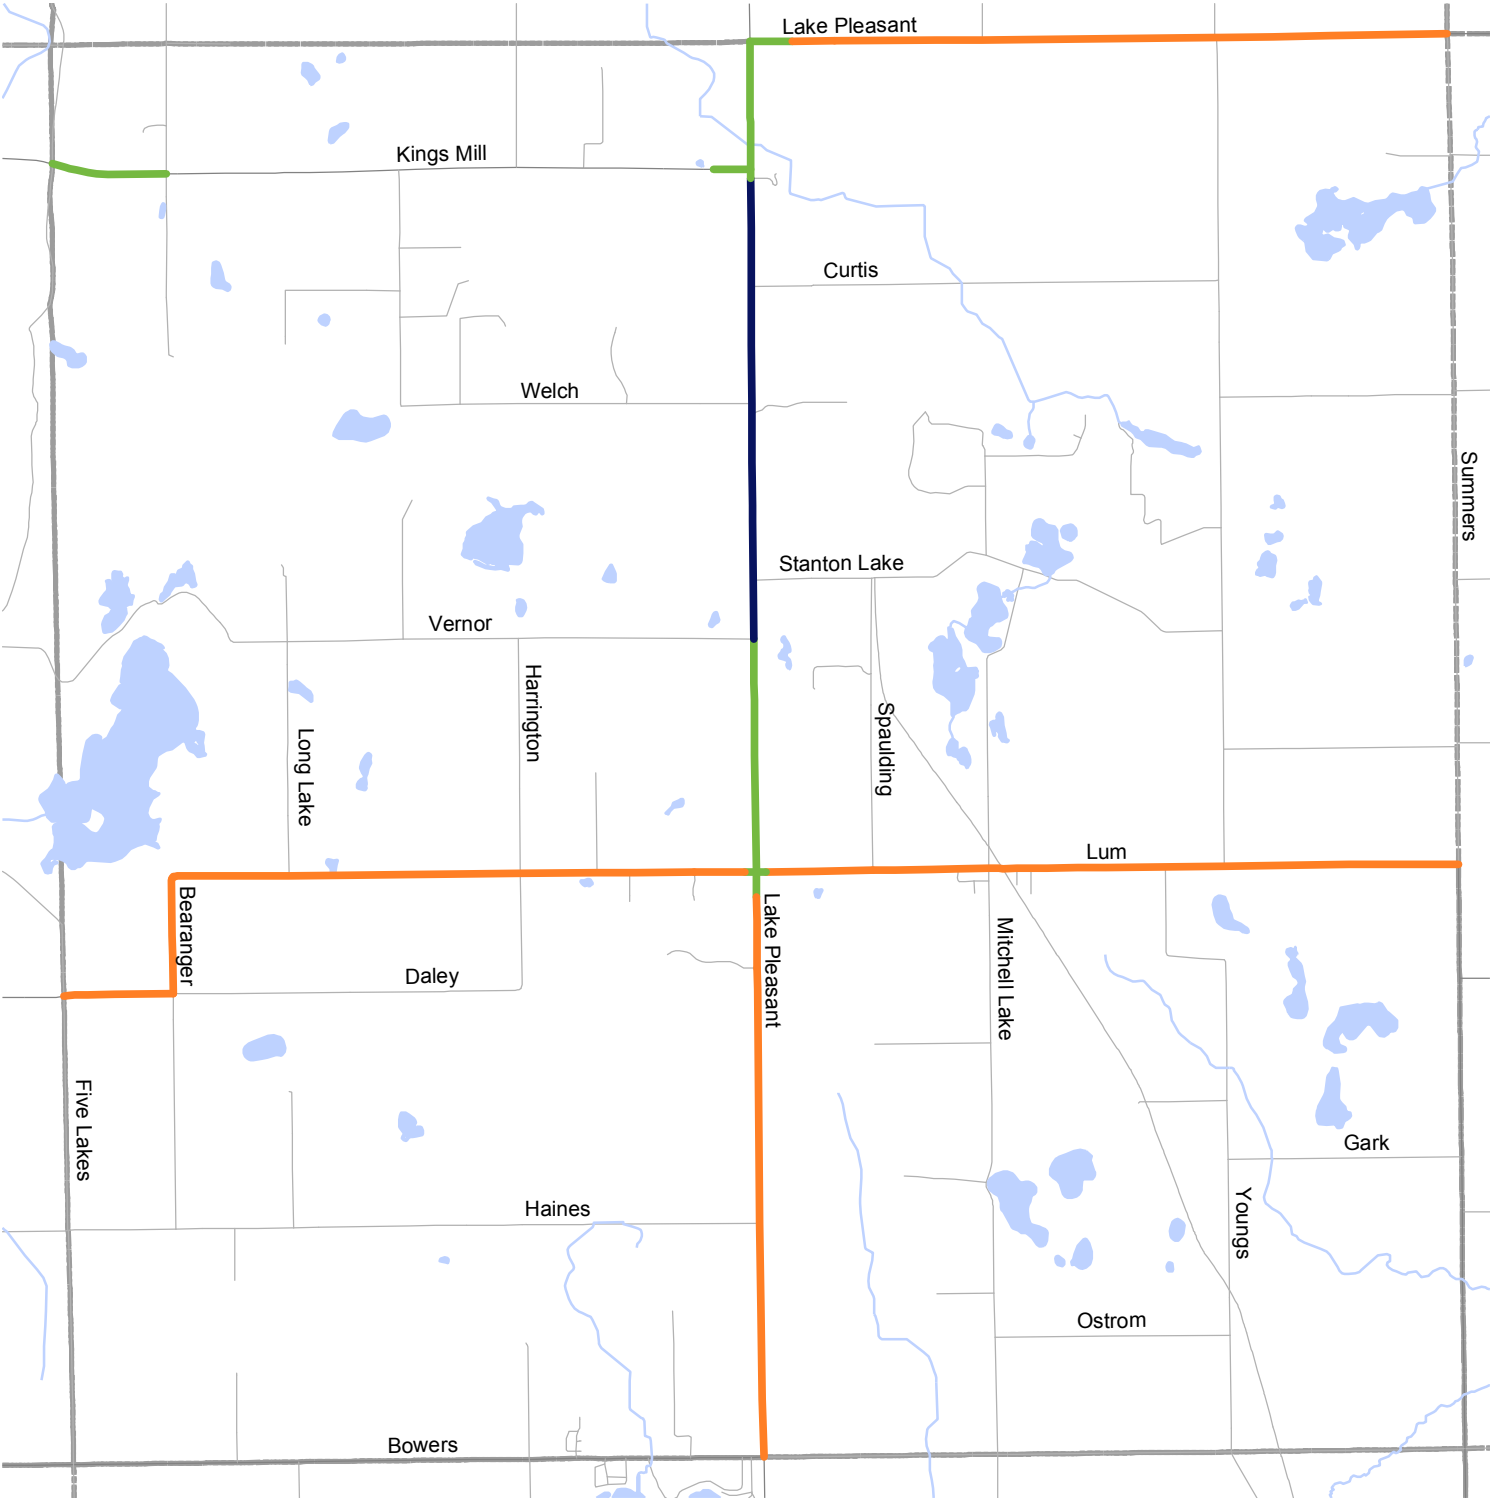 Lake Pleasant
Kings Mill
Curtis
Welch
Summers
Stanton Lake
Vernor
Harrington
Spaulding
Long Lake
Lum
Bearanger
Lake Pleasant
Mitchell Lake
Daley
Five Lakes
Gark
Youngs
Haines
Ostrom
Bowers